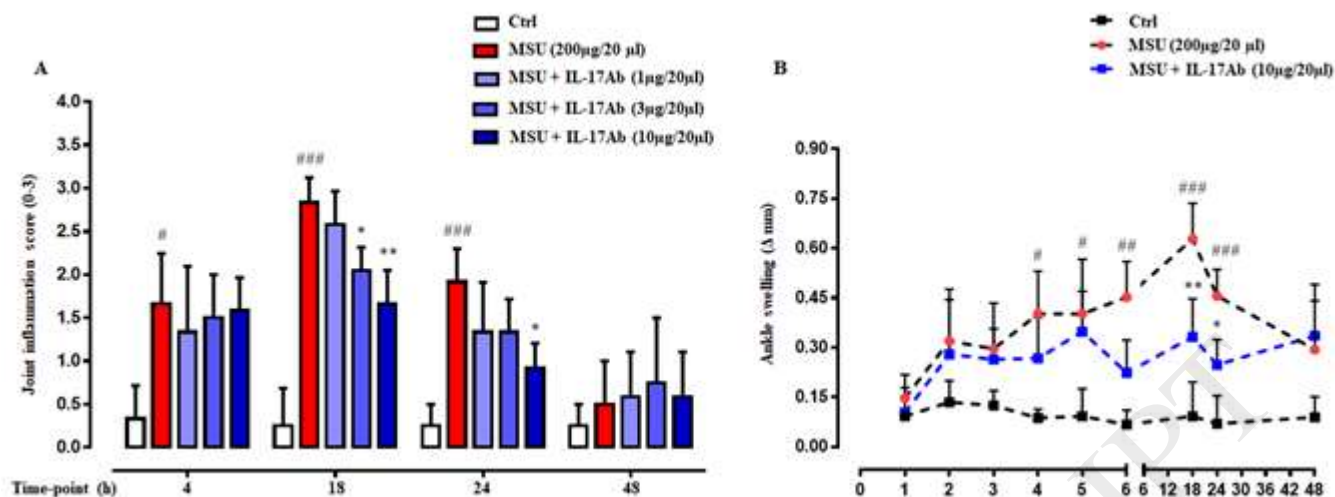 Ctrl
MSU (200µg/20 µl)
MSU + IL-17Ab (1µg/20µl)
MSU + IL-17Ab (3µg/20µl)
MSU + IL-17Ab (10µg/20µl)
A
Joint inflammation score (0-3)
4.0
3.5
3.0
2.5
2.0
1.5
1.0
0.5
0.0
#
###
*
**
###
*
Time-point (h)
4
18
24
48
Ctrl
MSU (200µg/20 µl)
MSU + IL-17Ab (10µg/20µl)
B
Ankle swelling (Δ mm)
0.90
0.75
0.60
0.45
0.30
0.15
0.00
#
#
##
###
###
**
*
0 1 2 3 4 5 6 6 12 18 24 30 36 42 48
IPT